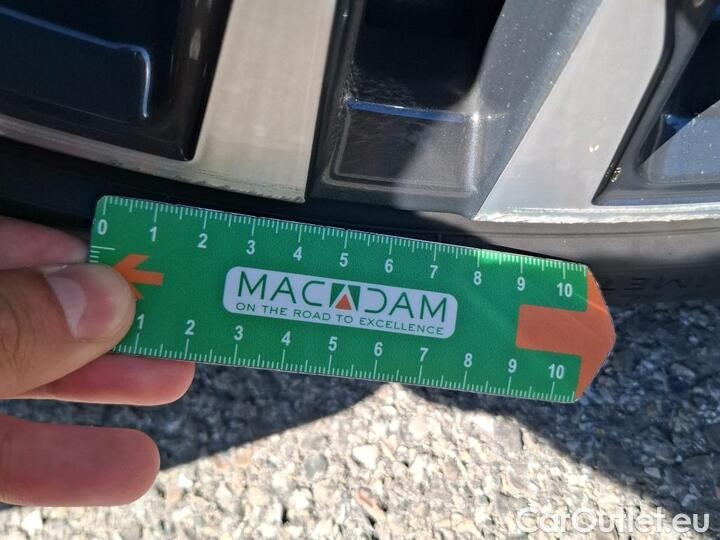 0 1 2 3 4 5 6 7 8 9 10
MACADAM
ON THE ROAD TO EXCELLENCE
1 2 3 4 5 6 7 8 9 10
CarOutlet.eu